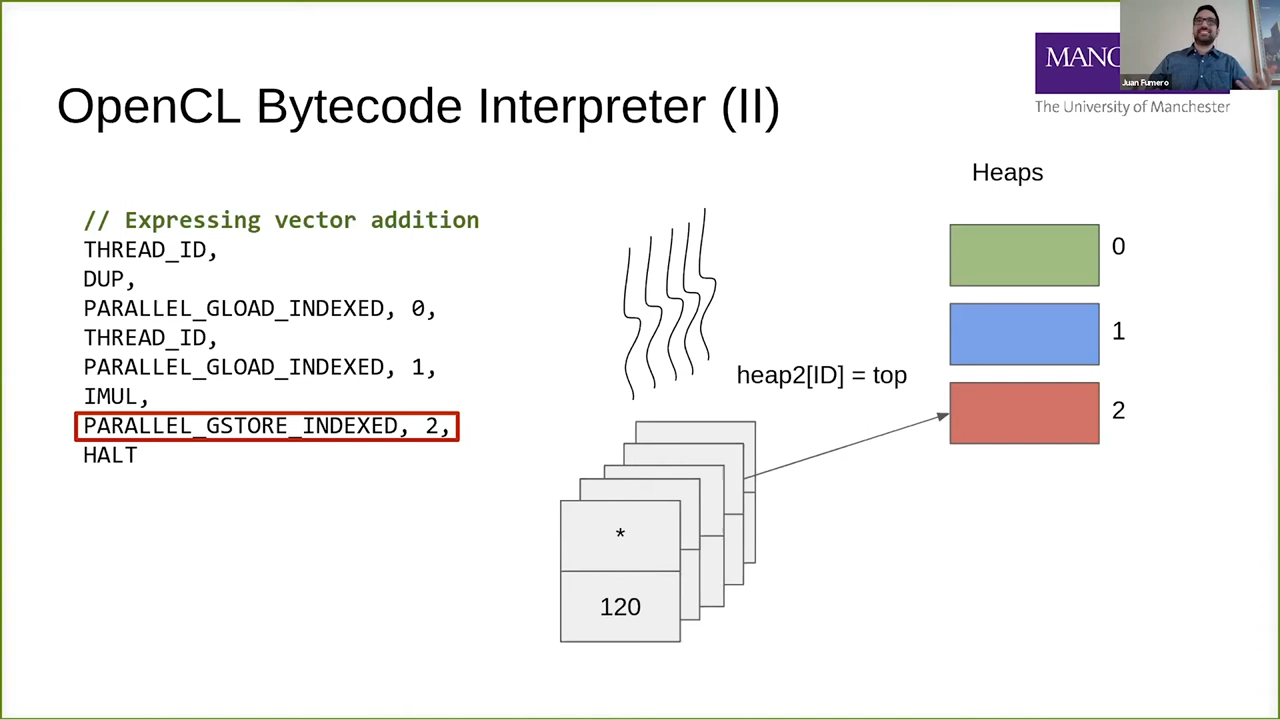 OpenCL Bytecode Interpreter (II)
MANC
Juan Fumero
The University of Manchester
Heaps
// Expressing vector addition
THREAD_ID,
DUP,
PARALLEL_GLOAD_INDEXED, 0,
THREAD_ID,
PARALLEL_GLOAD_INDEXED, 1,
IMUL,
PARALLEL_GSTORE_INDEXED, 2,
HALT
heap2[ID] = top
0
1
2
*
120